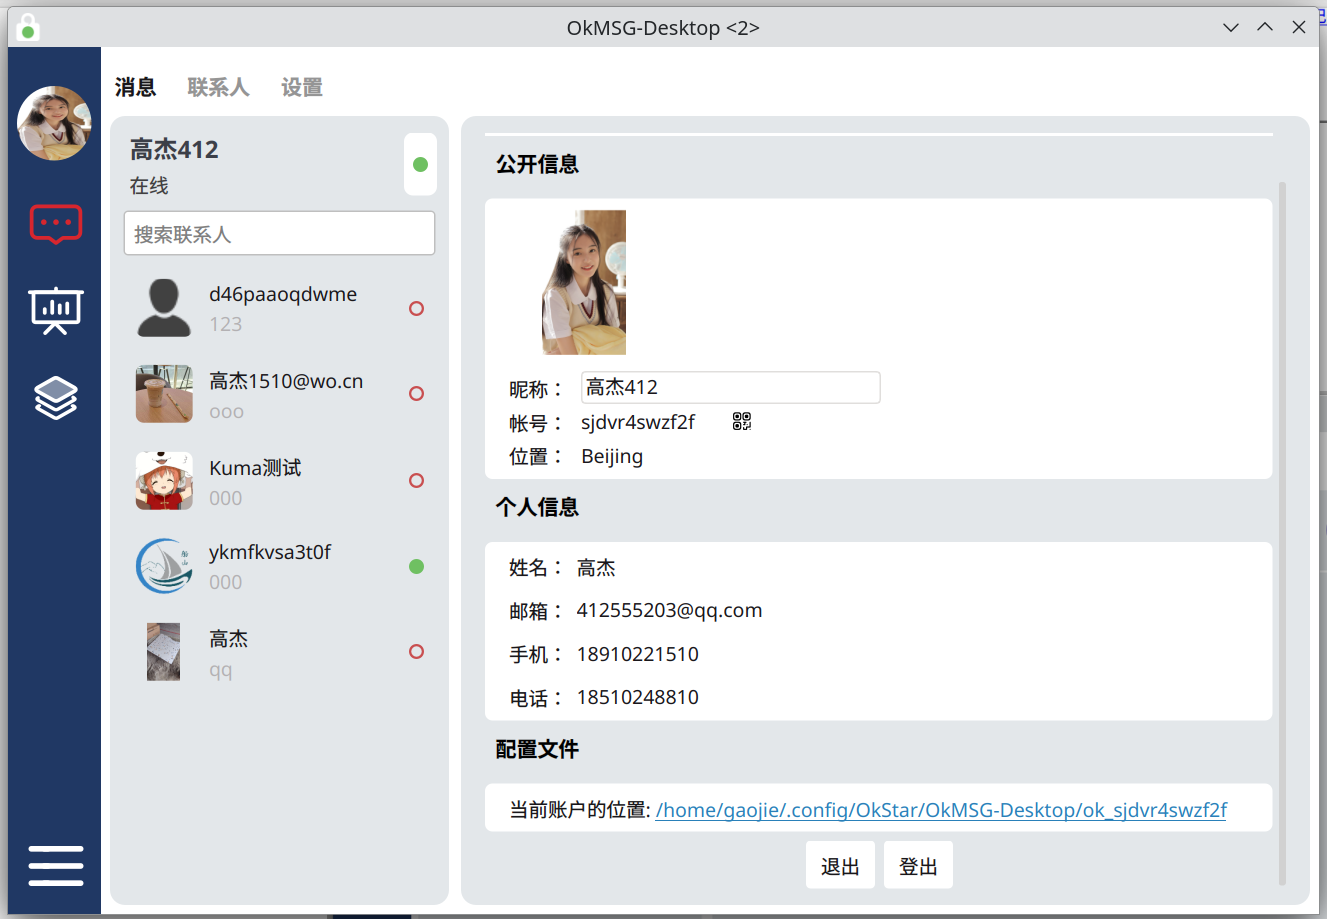 OkMSG-Desktop <2>
消息 联系人 设置
高杰412
在线
搜索联系人
d46paaoqdwme
123
高杰1510@wo.cn
ooo
Kuma测试
000
ykmfkvsa3t0f
000
高杰
qq
公开信息
昵称： 高杰412
帐号： sjdvr4swzf2f
位置： Beijing
个人信息
姓名： 高杰
邮箱： 412555203@qq.com
手机： 18910221510
电话： 18510248810
配置文件
当前账户的位置: /home/gaojie/.config/OkStar/OkMSG-Desktop/ok_sjdvr4swzf2f
退出 登出